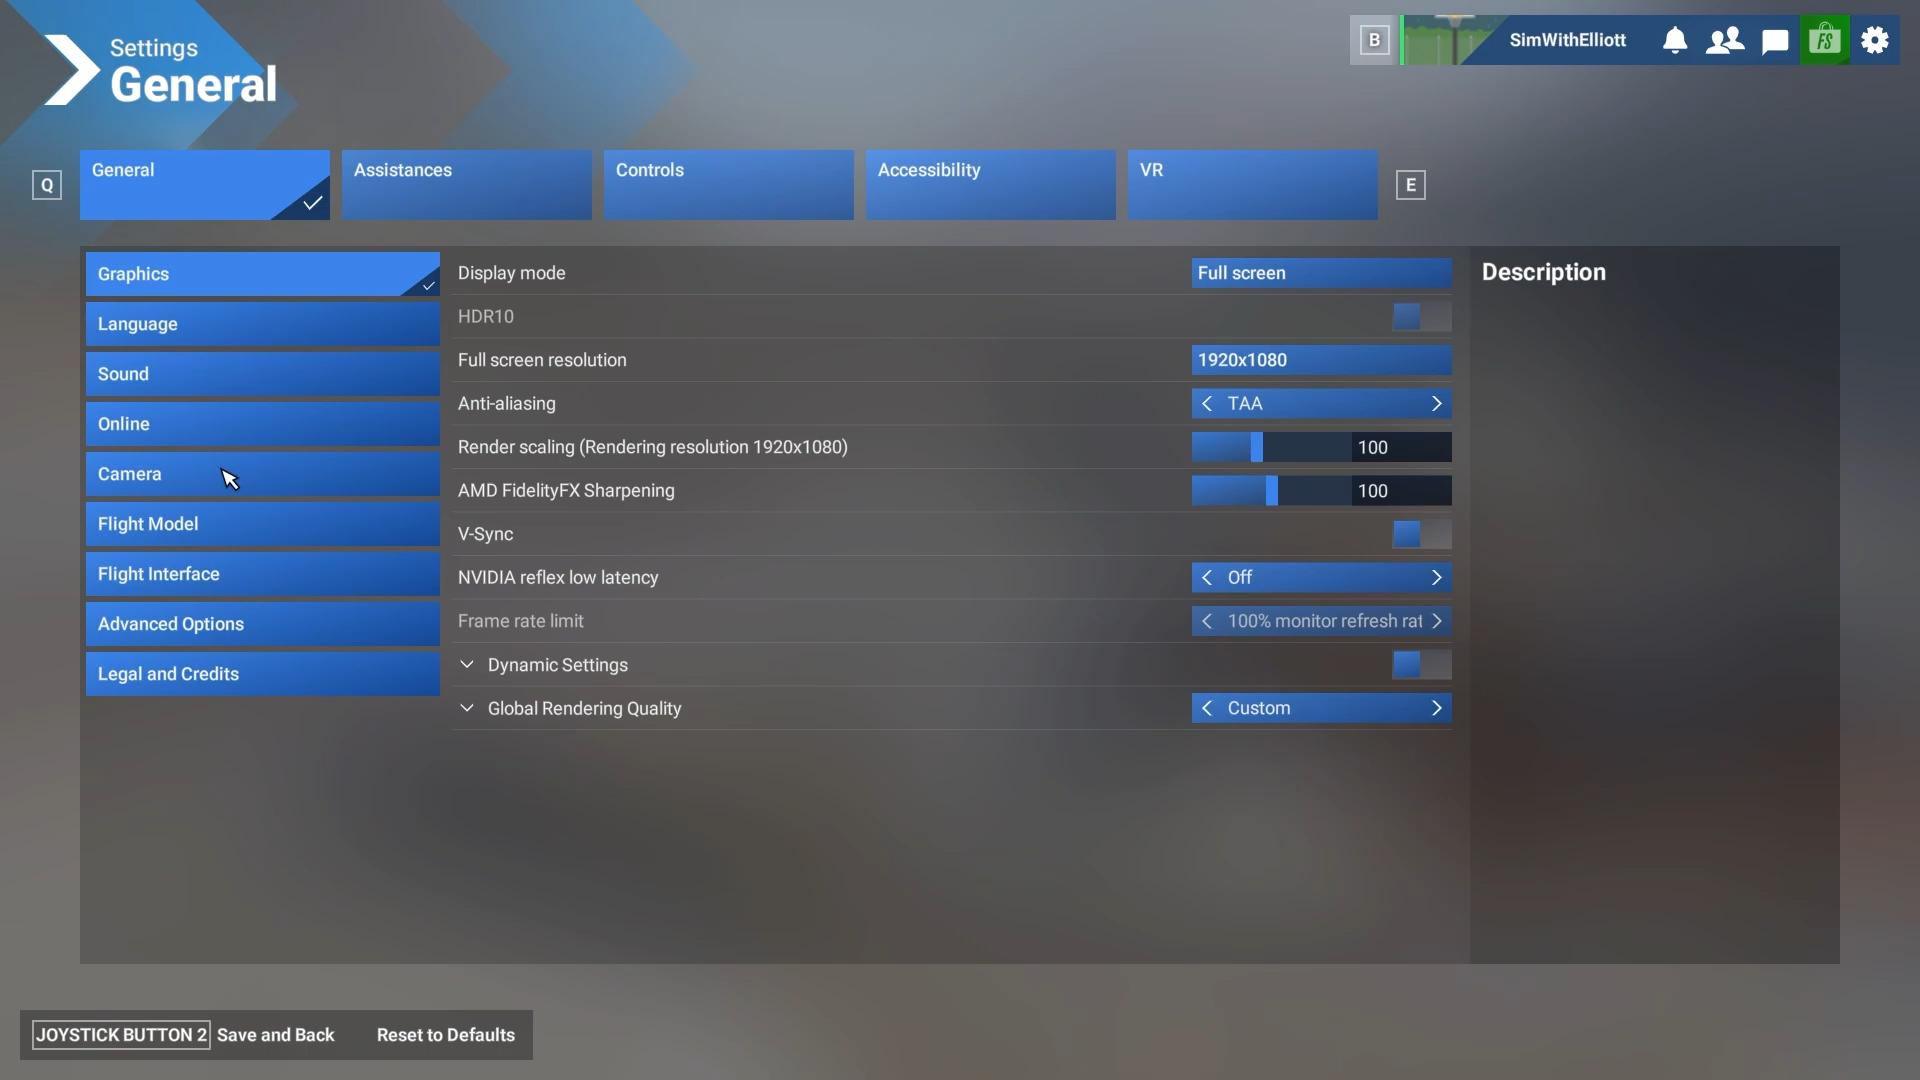 Settings
General
B
SimWithElliott
FS
Q
General
Assistances
Controls
Accessibility
VR
E
Graphics
Language
Sound
Online
Camera
Flight Model
Flight Interface
Advanced Options
Legal and Credits
Display mode
Full screen
HDR10
Full screen resolution
1920x1080
Anti-aliasing
TAA
Render scaling (Rendering resolution 1920x1080)
100
AMD FidelityFX Sharpening
100
V-Sync
NVIDIA reflex low latency
Off
Frame rate limit
100% monitor refresh rat
Dynamic Settings
Global Rendering Quality
Custom
Description
JOYSTICK BUTTON 2 Save and Back
Reset to Defaults